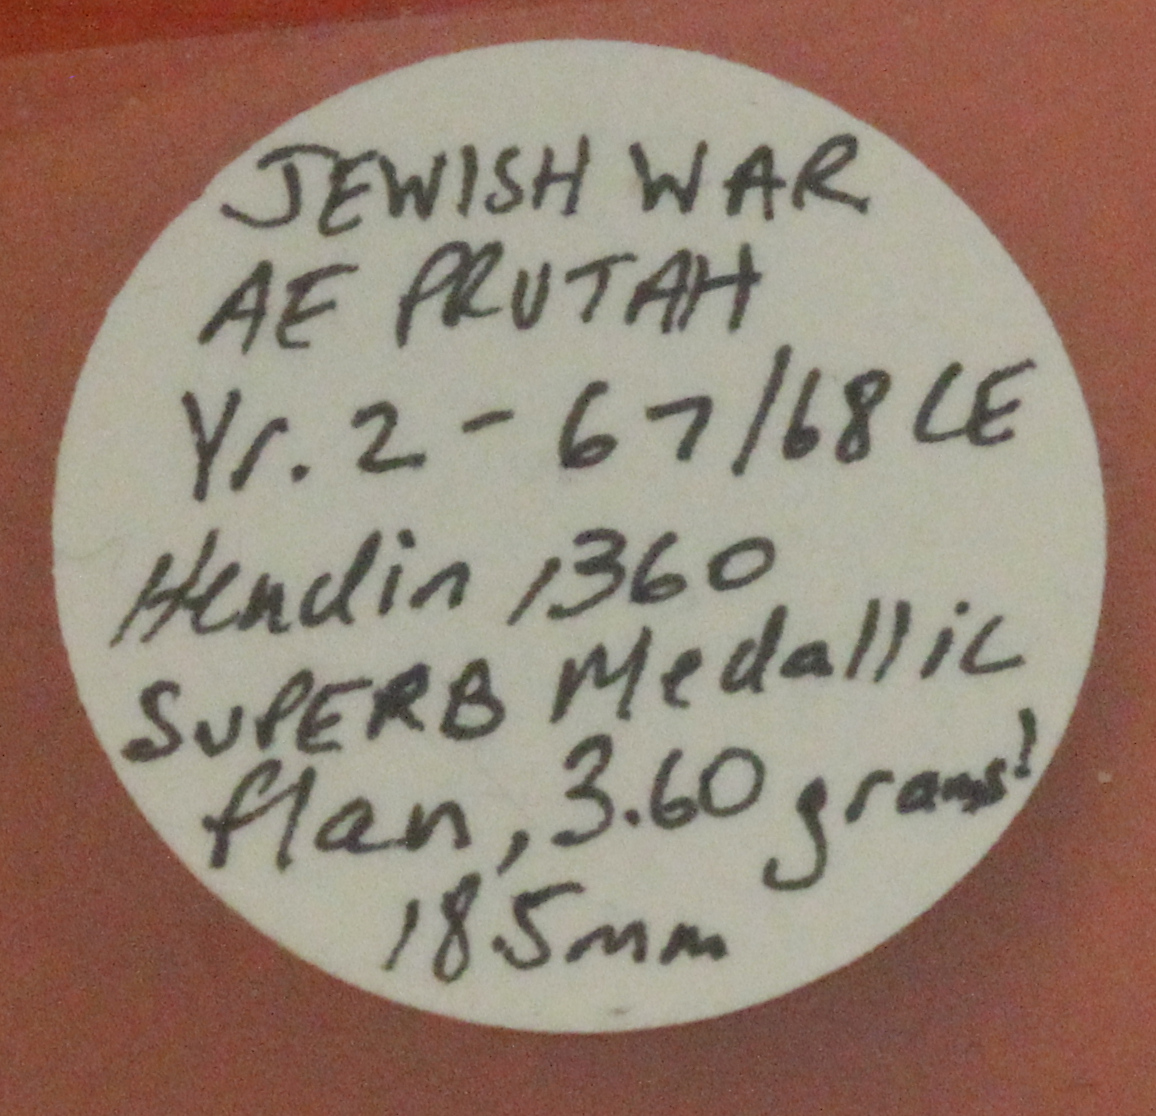 JEWISH WAR
AE PRUTAH
Yr. 2 - 67/68 CE
Hendin 1360
SUPERB Medallic
flan, 3.60 grams!
18.5mm